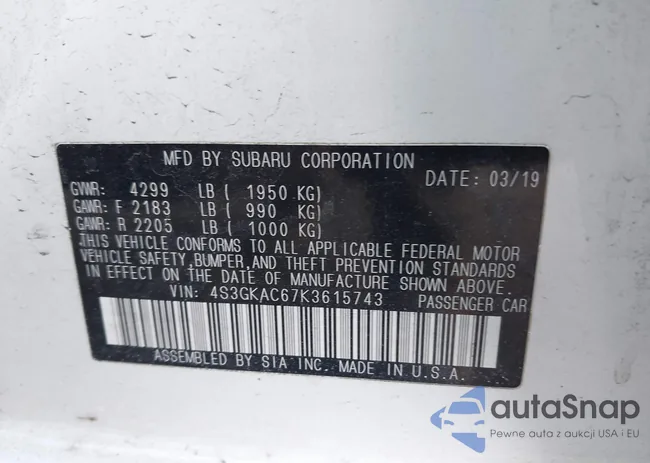 MFD BY SUBARU CORPORATION
DATE: 03/19
GVWR: 4299 LB ( 1950 KG)
GAWR: F 2183 LB ( 990 KG)
GAWR: R 2205 LB ( 1000 KG)
THIS VEHICLE CONFORMS TO ALL APPLICABLE FEDERAL MOTOR
VEHICLE SAFETY, BUMPER, AND THEFT PREVENTION STANDARDS
IN EFFECT ON THE DATE OF MANUFACTURE SHOWN ABOVE.
VIN: 4S3GKAC67K3615743 PASSENGER CAR
ASSEMBLED BY SIA INC. MADE IN U.S.A.
autaSnap
Pewne auta z aukcji USA i EU